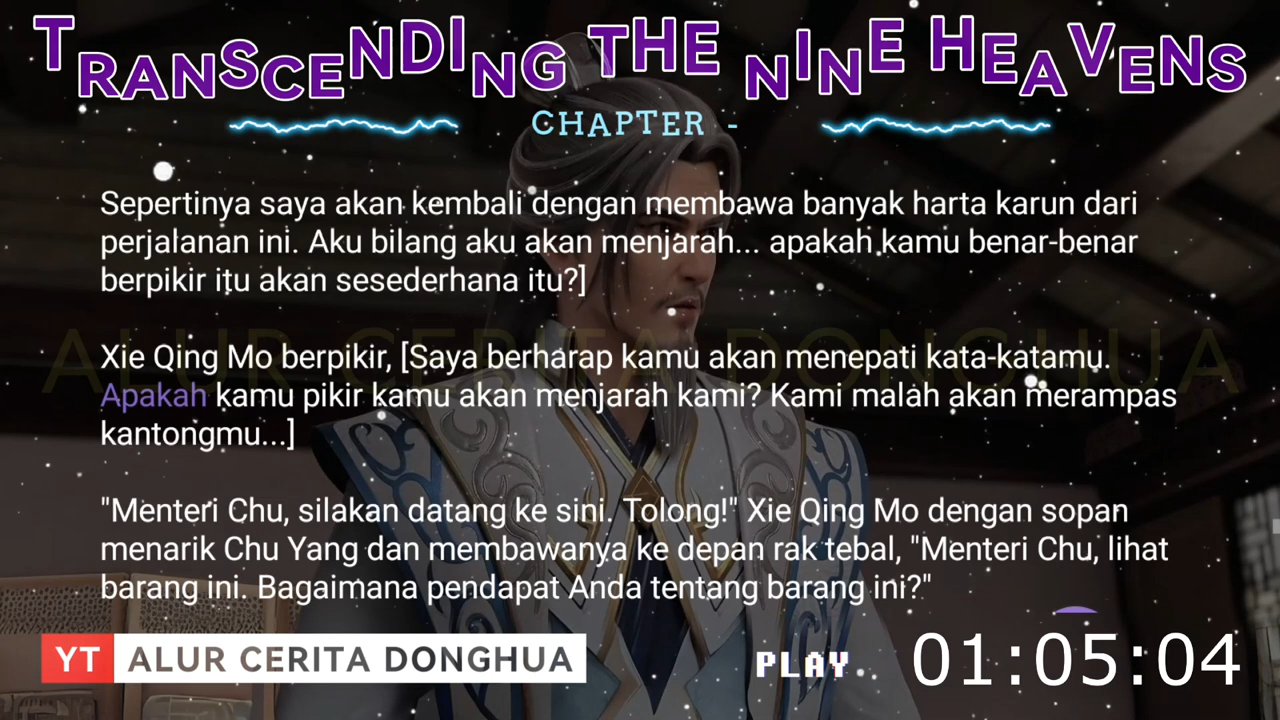 TRANSCENDING THE NINE HEAVENS
CHAPTER -
Sepertinya saya akan kembali dengan membawa banyak harta karun dari
perjalanan ini. Aku bilang aku akan menjarah... apakah kamu benar-benar
berpikir itu akan sesederhana itu?]
Xie Qing Mo berpikir, [Saya berharap kamu akan menepati kata-katamu.
ALUR CERITA DONGHUA
Apakah kamu pikir kamu akan menjarah kami? Kami malah akan merampas
kantongmu...]
"Menteri Chu, silakan datang ke sini. Tolong!" Xie Qing Mo dengan sopan
menarik Chu Yang dan membawanya ke depan rak tebal, "Menteri Chu, lihat
barang ini. Bagaimana pendapat Anda tentang barang ini?"
YT ALUR CERITA DONGHUA
PLAY
01:05:04